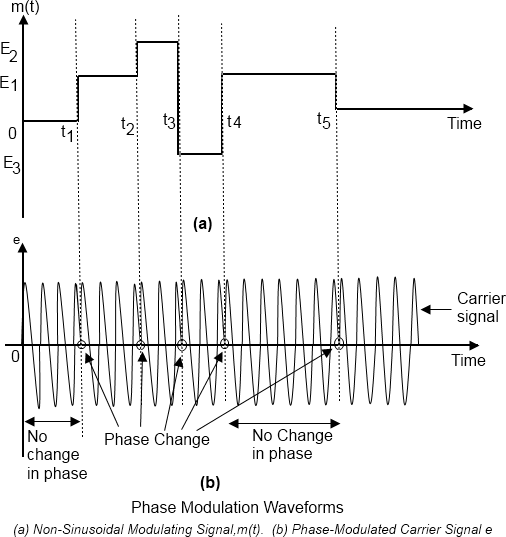 m(t)
E2
E1
0
E3
t1
t2
t3
t4
t5
Time
(a)
e
Carrier
signal
0
Time
No
change
in phase
Phase Change
No Change
in phase
(b)
Phase Modulation Waveforms
(a) Non-Sinusoidal Modulating Signal,m(t). (b) Phase-Modulated Carrier Signal e